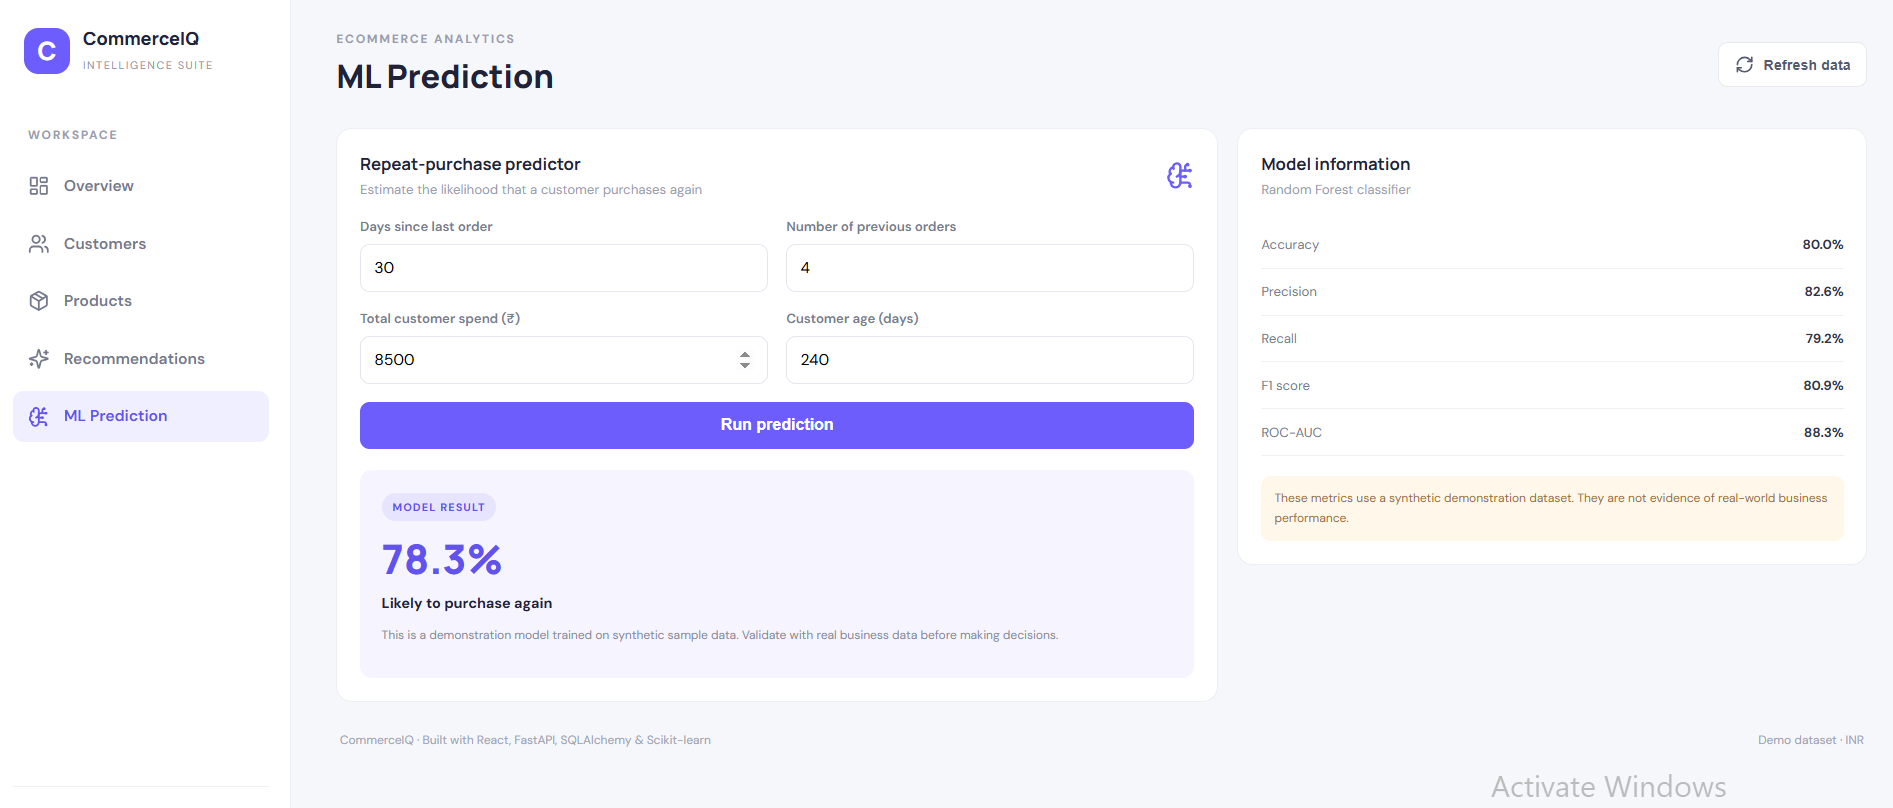 C
CommerceIQ
INTELLIGENCE SUITE
WORKSPACE
Overview
Customers
Products
Recommendations
ML Prediction
ECOMMERCE ANALYTICS
ML Prediction
Refresh data
Repeat-purchase predictor
Estimate the likelihood that a customer purchases again
Days since last order
30
Number of previous orders
4
Total customer spend (₹)
8500
Customer age (days)
240
Run prediction
MODEL RESULT
78.3%
Likely to purchase again
This is a demonstration model trained on synthetic sample data. Validate with real business data before making decisions.
Model information
Random Forest classifier
Accuracy 80.0%
Precision 82.6%
Recall 79.2%
F1 score 80.9%
ROC-AUC 88.3%
These metrics use a synthetic demonstration dataset. They are not evidence of real-world business
performance.
CommerceIQ · Built with React, FastAPI, SQLAlchemy & Scikit-learn
Demo dataset · INR
Activate Windows